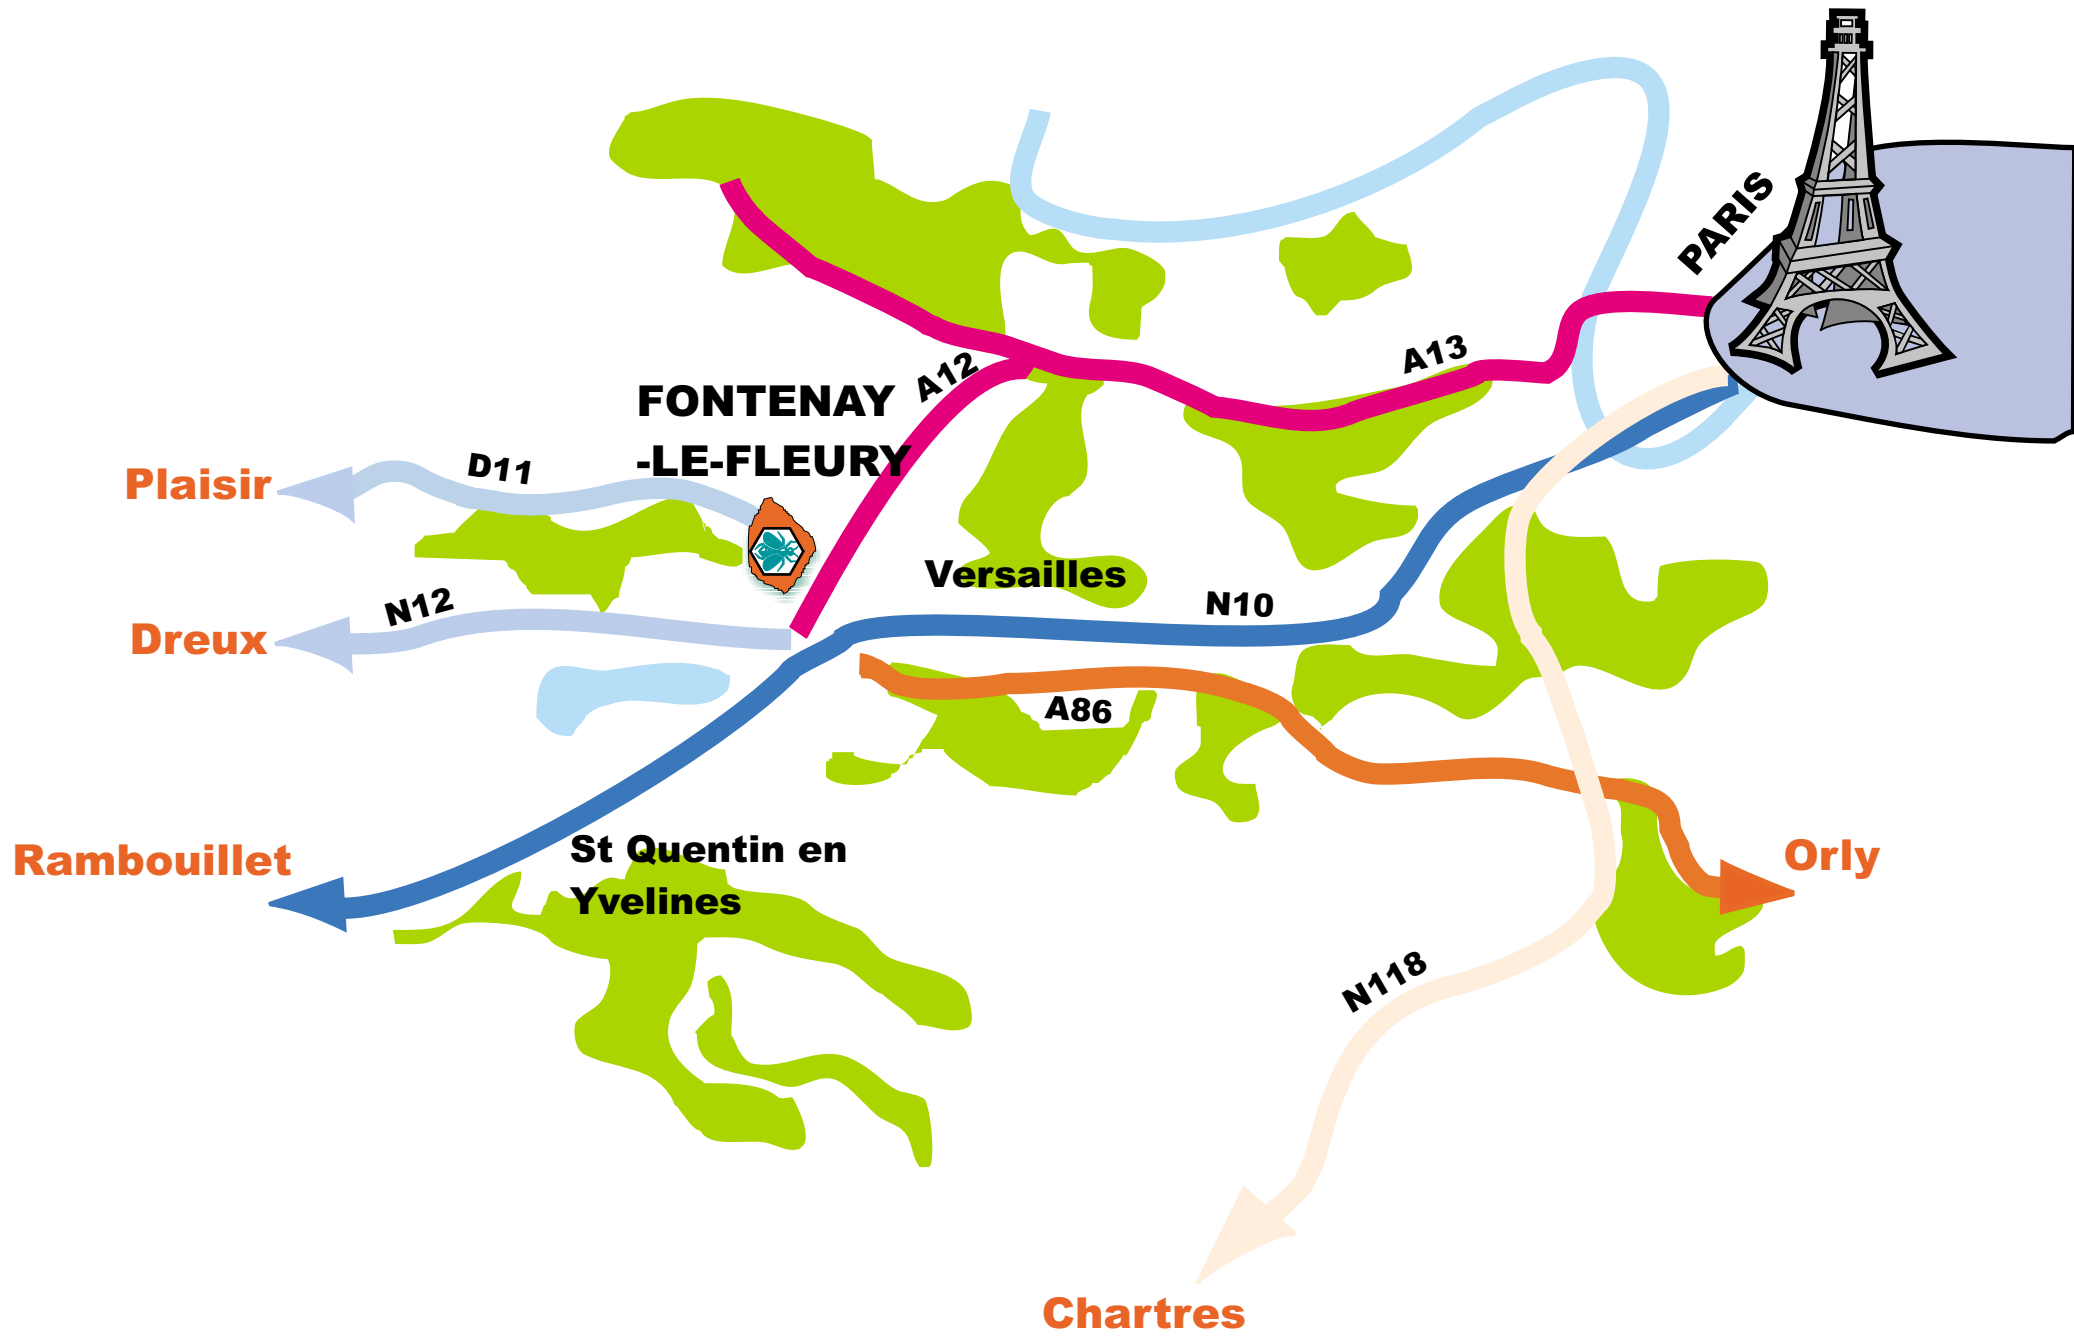 PARIS
A13
A12
FONTENAY
-LE-FLEURY
D11
Plaisir
Versailles
N12
N10
Dreux
A86
St Quentin en
Yvelines
Rambouillet
Orly
N118
Chartres